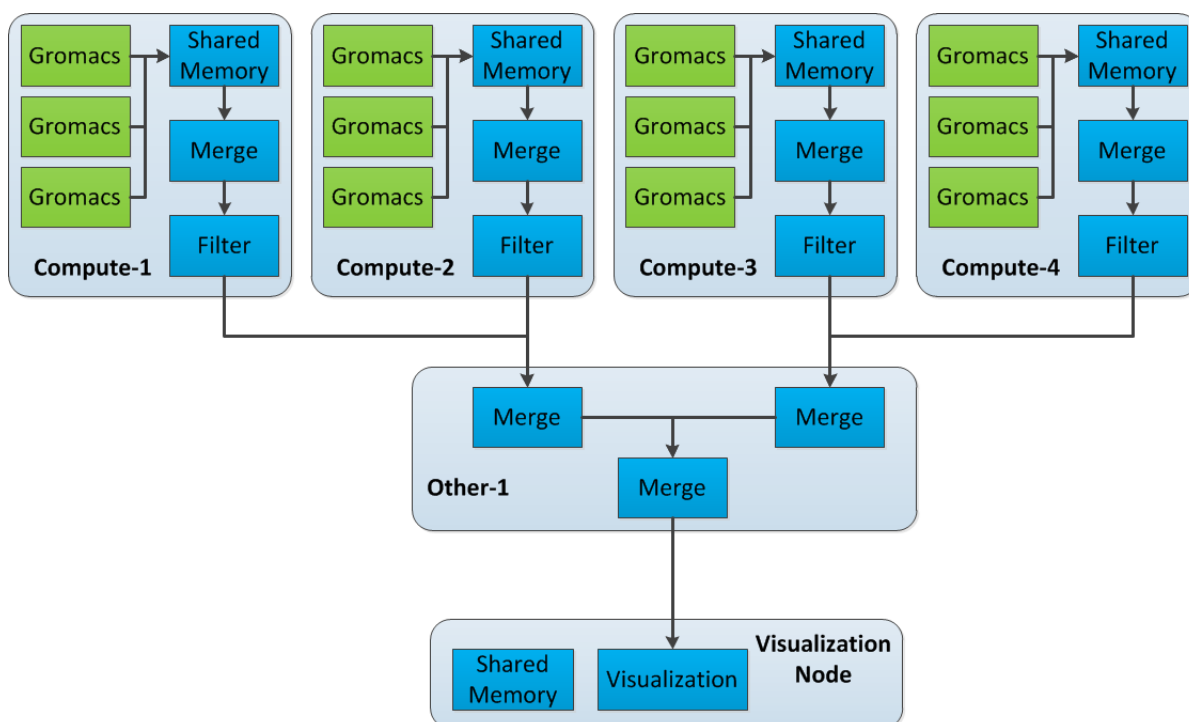 Gromacs
Shared
Memory
Gromacs
Merge
Gromacs
Filter
Compute-1
Gromacs
Shared
Memory
Gromacs
Merge
Gromacs
Filter
Compute-2
Gromacs
Shared
Memory
Gromacs
Merge
Gromacs
Filter
Compute-3
Gromacs
Shared
Memory
Gromacs
Merge
Gromacs
Filter
Compute-4
Merge
Merge
Other-1
Merge
Shared
Memory
Visualization
Visualization
Node